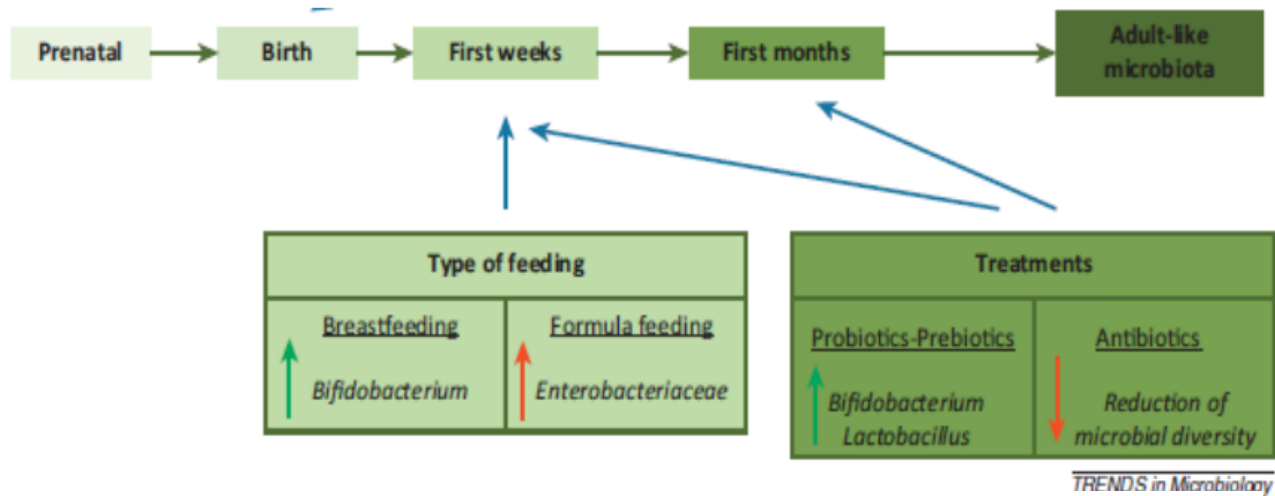 Prenatal
Birth
First weeks
First months
Adult-like
microbiota
Type of feeding
Breastfeeding
Bifidobacterium
Formula feeding
Enterobacteriaceae
Treatments
Probiotics-Prebiotics
Bifidobacterium
Lactobacillus
Antibiotics
Reduction of
microbial diversity
TRENDS in Microbiology